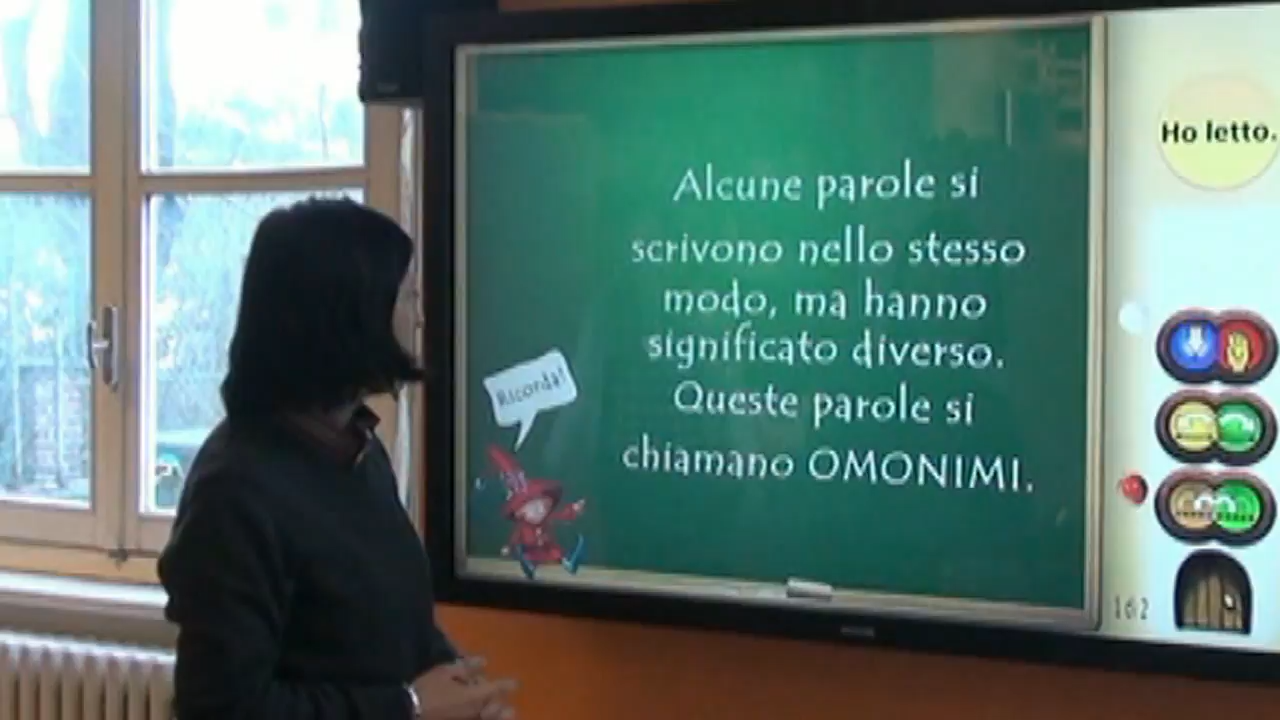 Ho letto.
Alcune parole si
scrivono nello stesso
modo, ma hanno
significato diverso.
Queste parole si
chiamano OMONIMI.
Ricorda!
162